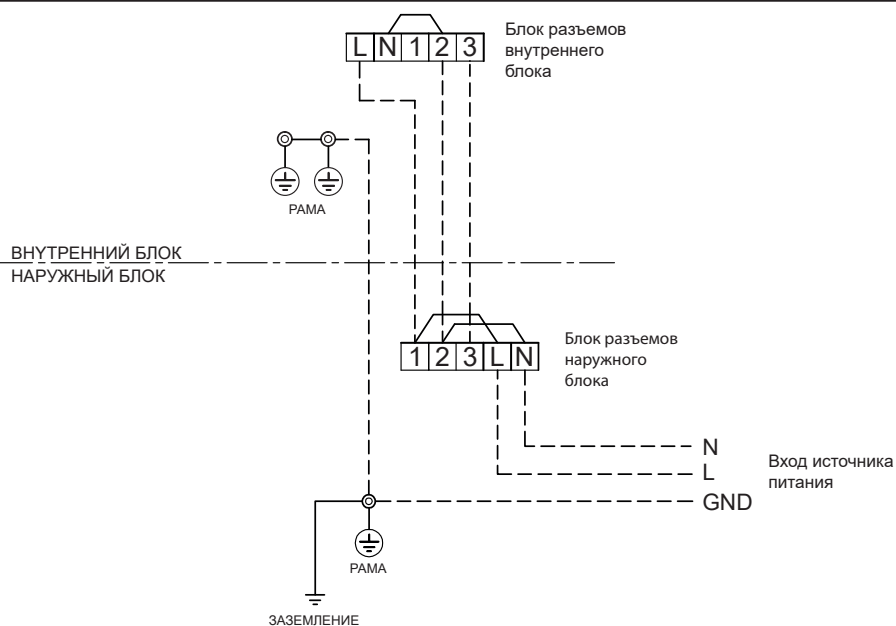 Блок разъемов
внутреннего
блока
L N 1 2 3
РАМА
ВНУТРЕННИЙ БЛОК
НАРУЖНЫЙ БЛОК
Блок разъемов
наружного
блока
1 2 3 L N
N
L
GND
Вход источника
питания
РАМА
ЗАЗЕМЛЕНИЕ